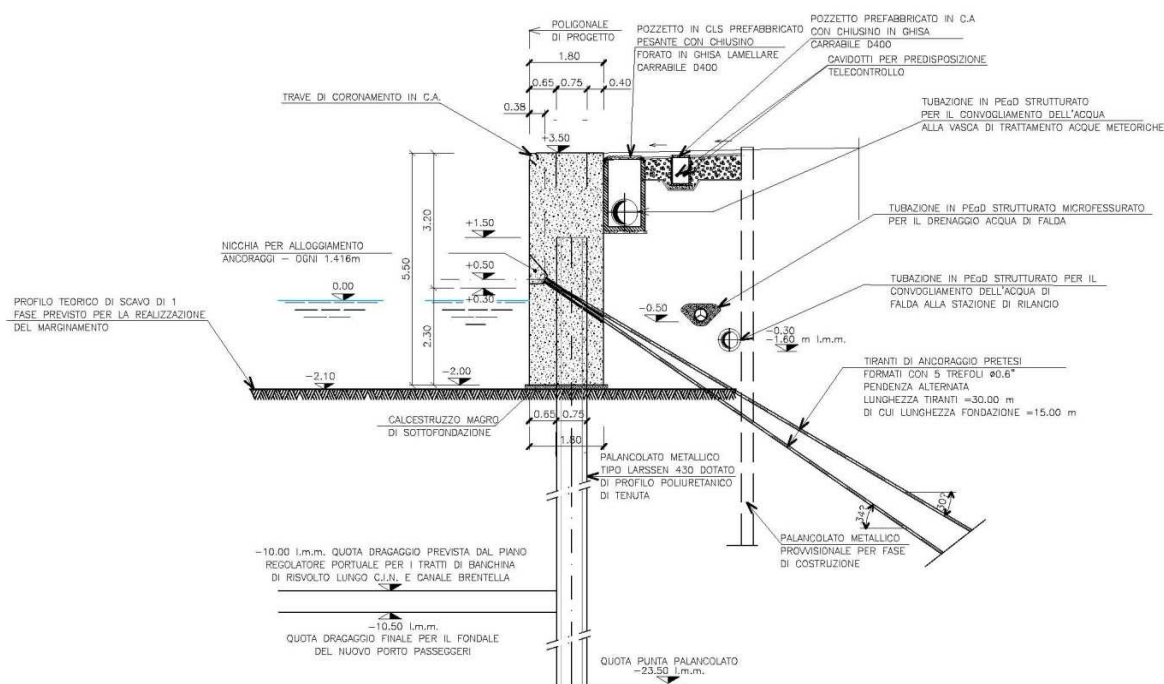 POLIGONALE
DI PROGETTO
1.80
0.65
0.75
0.40
0.38
TRAVE DI CORONAMENTO IN C.A.
+3.50
POZZETTO IN CLS PREFABBRICATO
PESANTE CON CHIUSINO
FORATO IN GHISA LAMELLARE
CARRABILE D400
POZZETTO PREFABBRICATO IN C.A
CON CHIUSINO IN GHISA
CARRABILE D400
CAVIDOTTI PER PREDISPOSIZIONE
TELECONTROLLO
TUBAZIONE IN PEaD STRUTTURATO
PER IL CONVOGLIAMENTO DELL'ACQUA
ALLA VASCA DI TRATTAMENTO ACQUE METEORICHE
TUBAZIONE IN PEaD STRUTTURATO MICROFESSURATO
PER IL DRENAGGIO ACQUA DI FALDA
3.20
5.50
2.30
+1.50
NICCHIA PER ALLOGGIAMENTO
ANCORAGGI - OGNI 1.416m
+0.50
+0.30
0.00
-0.50
TUBAZIONE IN PEaD STRUTTURATO PER IL
CONVOGLIAMENTO DELL'ACQUA DI
FALDA ALLA STAZIONE DI RILANCIO
-0.30
-1.60 m l.m.m.
PROFILO TEORICO DI SCAVO DI 1
FASE PREVISTO PER LA REALIZZAZIONE
DEL MARGINAMENTO
-2.10
-2.00
TIRANTI DI ANCORAGGIO PRETESI
FORMATI CON 5 TREFOLI ø0.6"
PENDENZA ALTERNATA
LUNGHEZZA TIRANTI =30.00 m
DI CUI LUNGHEZZA FONDAZIONE =15.00 m
CALCESTRUZZO MAGRO
DI SOTTOFONDAZIONE
0.65
0.75
1.80
PALANCOLATO METALLICO
TIPO LARSSEN 430 DOTATO
DI PROFILO POLIURETANICO
DI TENUTA
34?
30?
PALANCOLATO METALLICO
PROVVISIONALE PER FASE
DI COSTRUZIONE
-10.00 l.m.m. QUOTA DRAGAGGIO PREVISTA DAL PIANO
REGOLATORE PORTUALE PER I TRATTI DI BANCHINA
DI RISVOLTO LUNGO C.I.N. E CANALE BRENTELLA
-10.50 l.m.m.
QUOTA DRAGAGGIO FINALE PER IL FONDALE
DEL NUOVO PORTO PASSEGGERI
QUOTA PUNTA PALANCOLATO
-23.50 l.m.m.